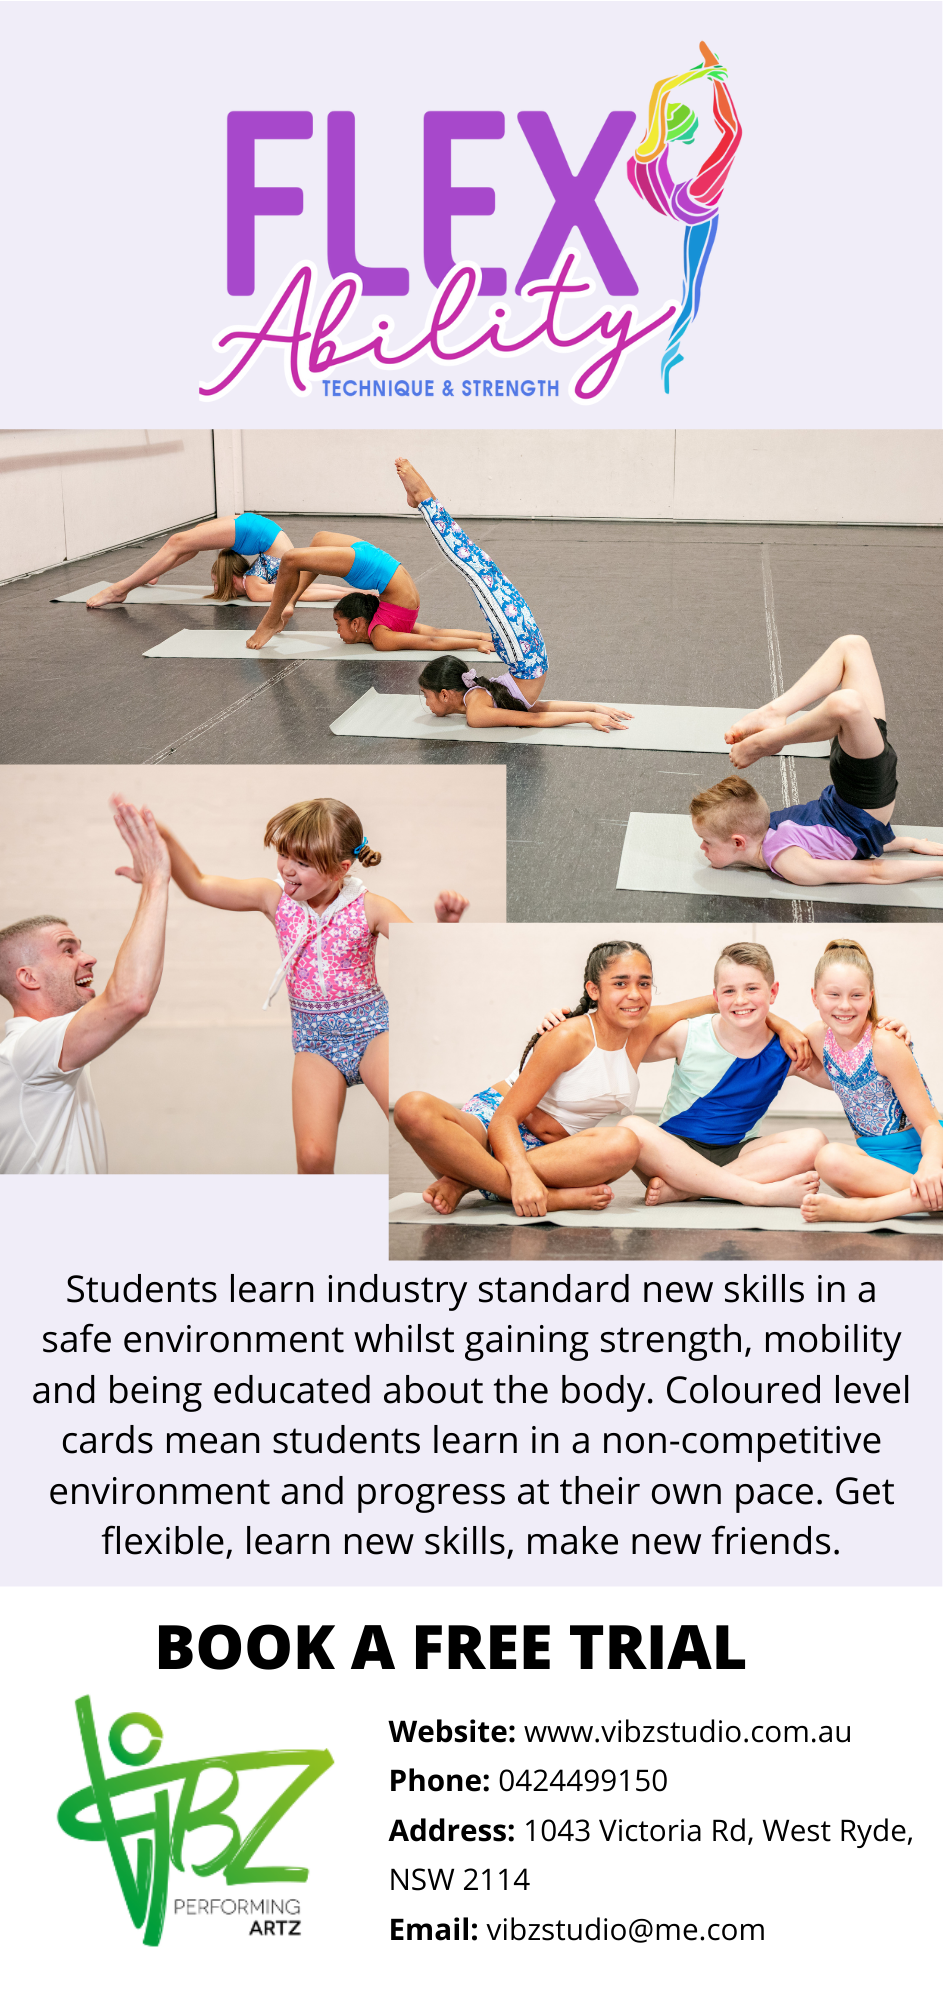 FLEX
Ability
TECHNIQUE & STRENGTH
Students learn industry standard new skills in a
safe environment whilst gaining strength, mobility
and being educated about the body. Coloured level
cards mean students learn in a non-competitive
environment and progress at their own pace. Get
flexible, learn new skills, make new friends.
BOOK A FREE TRIAL
VIBZ
PERFORMING
ARTZ
Website: www.vibzstudio.com.au
Phone: 0424499150
Address: 1043 Victoria Rd, West Ryde,
NSW 2114
Email: vibzstudio@me.com